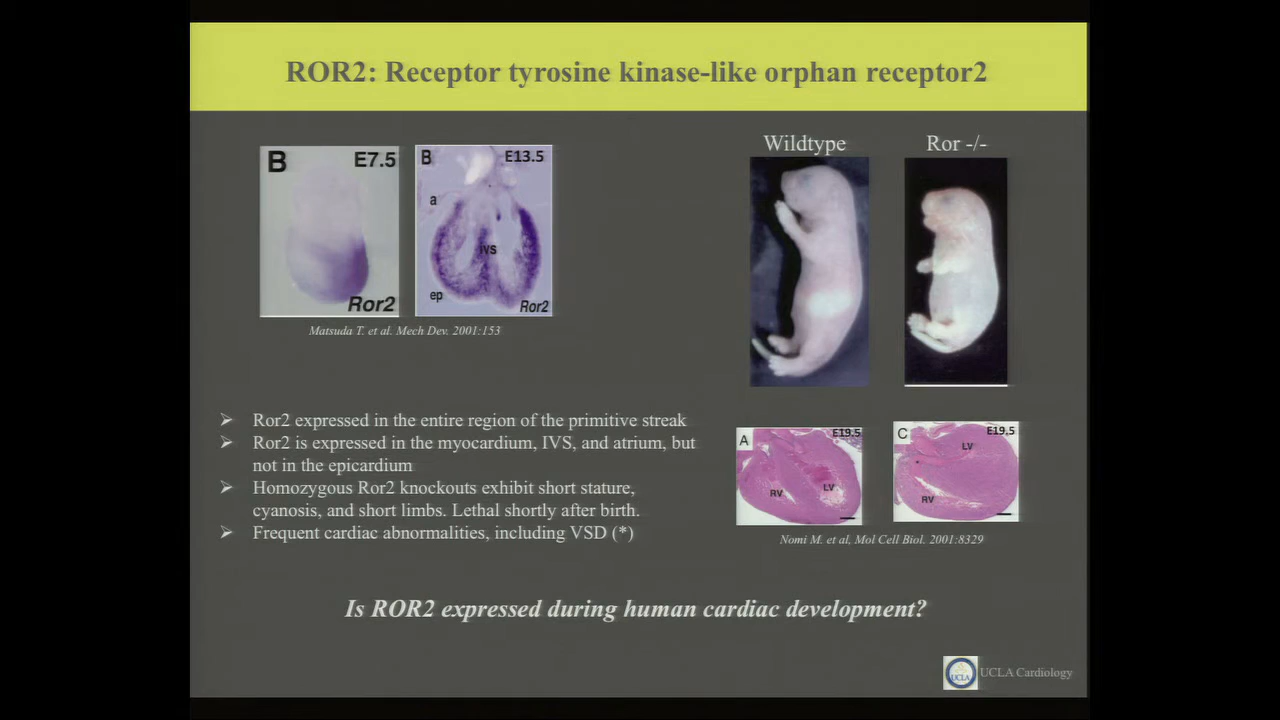 ROR2: Receptor tyrosine kinase-like orphan receptor2
B E7.5
Ror2
B E13.5
a
ivs
ep
Ror2
Matsuda T. et al. Mech Dev. 2001:153
Wildtype
Ror -/-
➢ Ror2 expressed in the entire region of the primitive streak
➢ Ror2 is expressed in the myocardium, IVS, and atrium, but
not in the epicardium
➢ Homozygous Ror2 knockouts exhibit short stature,
cyanosis, and short limbs. Lethal shortly after birth.
➢ Frequent cardiac abnormalities, including VSD (*)
A E19.5
RV LV
C E19.5
LV
*
RV
Nomi M. et al, Mol Cell Biol. 2001:8329
Is ROR2 expressed during human cardiac development?
UCLA
UCLA Cardiology